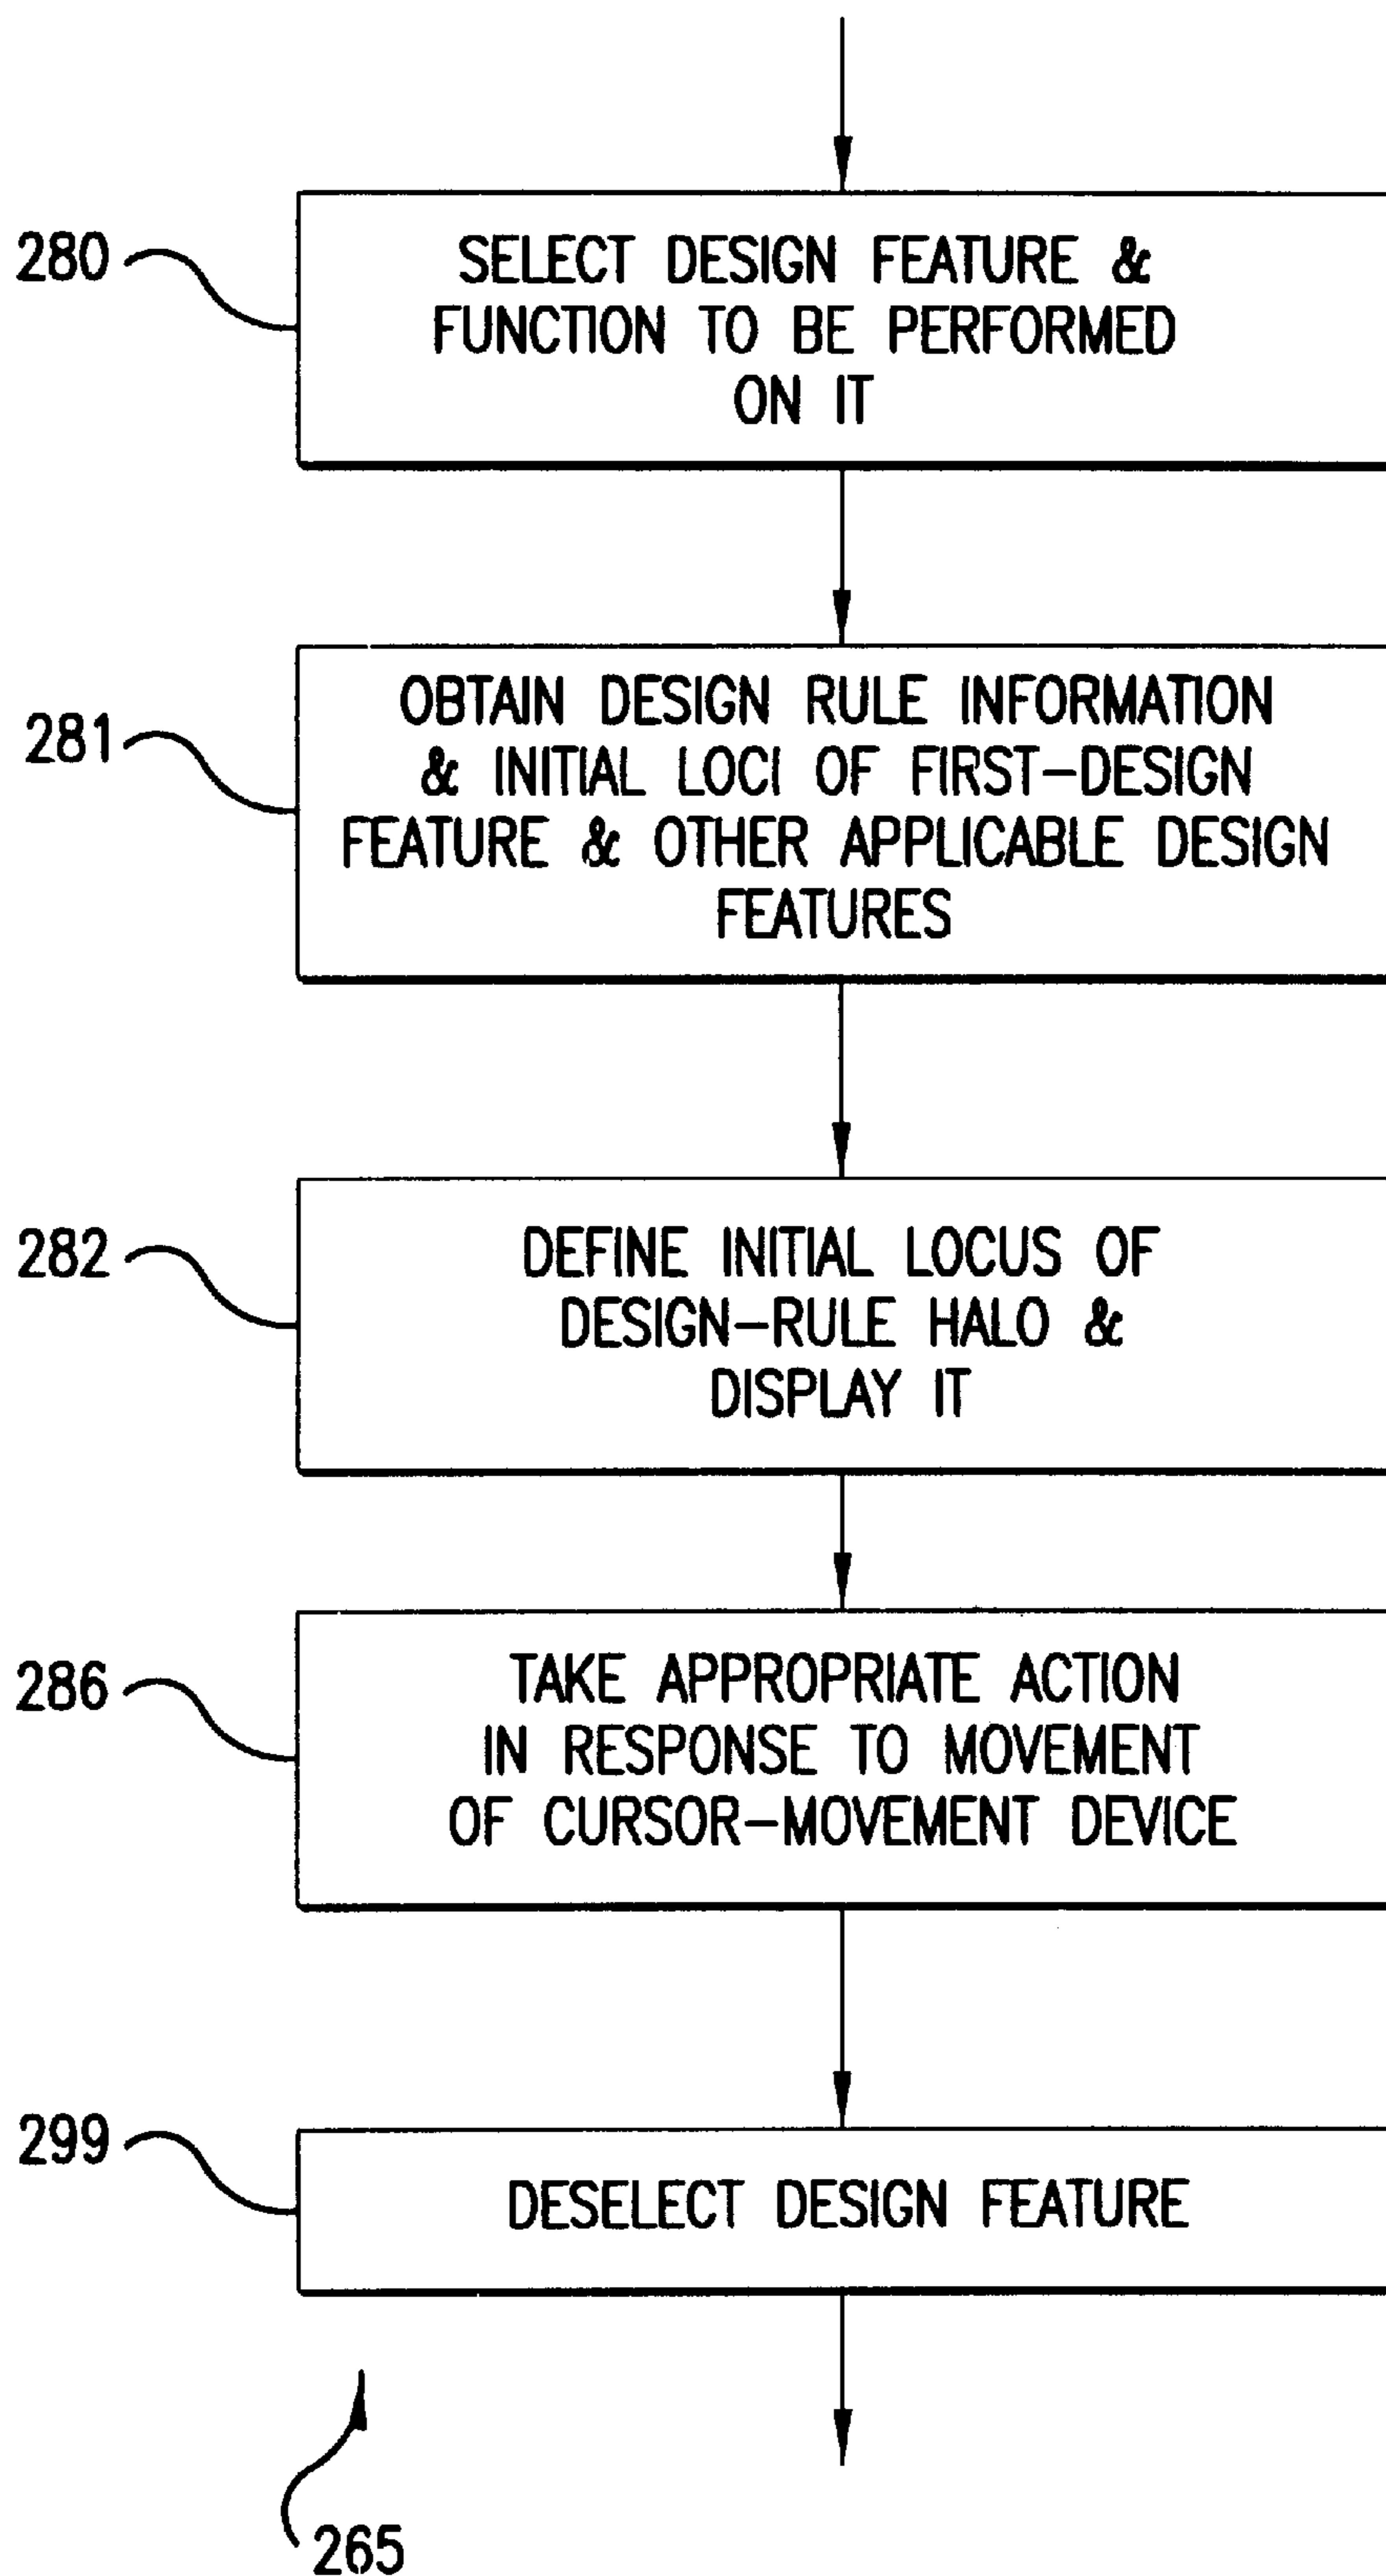 280
SELECT DESIGN FEATURE &
FUNCTION TO BE PERFORMED
ON IT
281
OBTAIN DESIGN RULE INFORMATION
& INITIAL LOCI OF FIRST-DESIGN
FEATURE & OTHER APPLICABLE DESIGN
FEATURES
282
DEFINE INITIAL LOCUS OF
DESIGN-RULE HALO &
DISPLAY IT
286
TAKE APPROPRIATE ACTION
IN RESPONSE TO MOVEMENT
OF CURSOR-MOVEMENT DEVICE
299
DESELECT DESIGN FEATURE
265